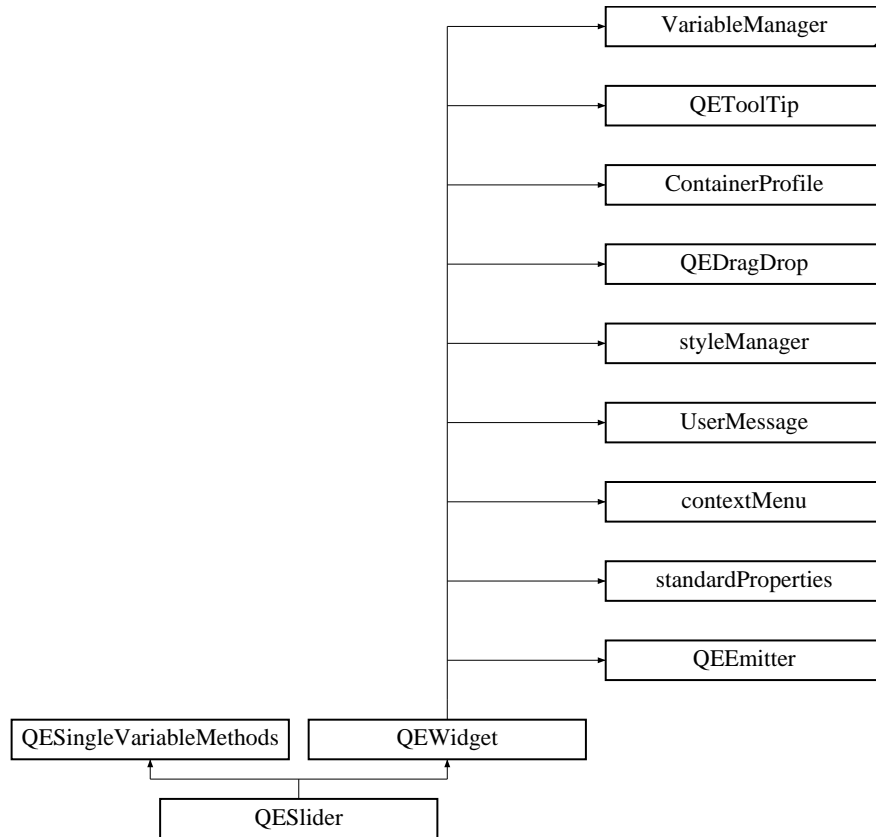 VariableManager
QEToolTip
ContainerProfile
QEDragDrop
styleManager
UserMessage
contextMenu
standardProperties
QEEmitter
QESingleVariableMethods
QEWidget
QESlider